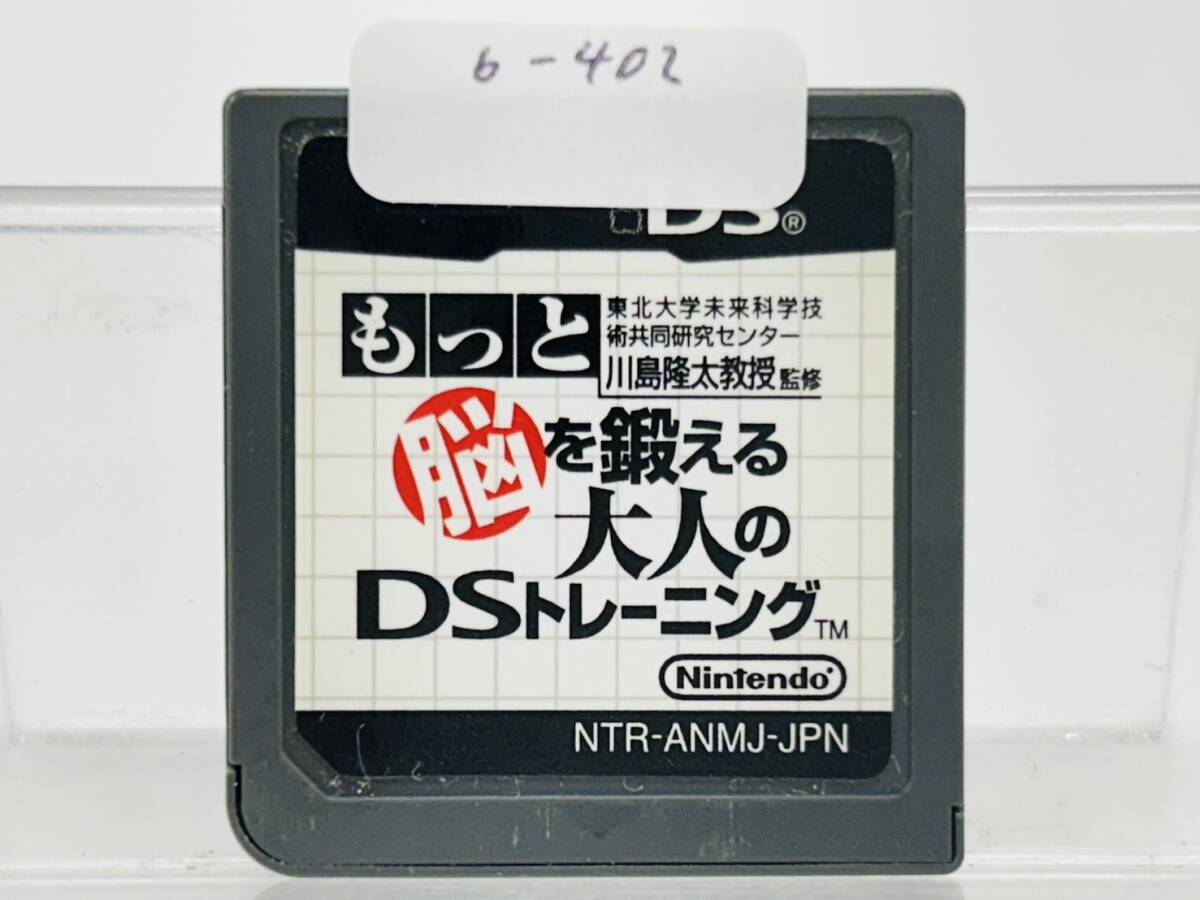 6-402
DS®
もっと
東北大学未来科学技
術共同研究センター
川島隆太教授監修
脳を鍛える
大人の
DSトレーニング™
Nintendo®
NTR-ANMJ-JPN